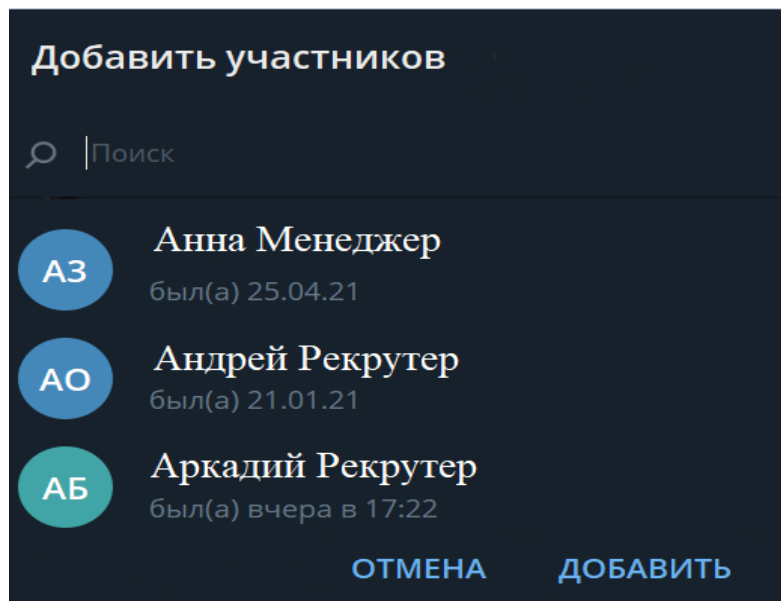 Добавить участников
Поиск
АЗ
Анна Менеджер
был(а) 25.04.21
АО
Андрей Рекрутер
был(а) 21.01.21
АБ
Аркадий Рекрутер
был(а) вчера в 17:22
ОТМЕНА ДОБАВИТЬ